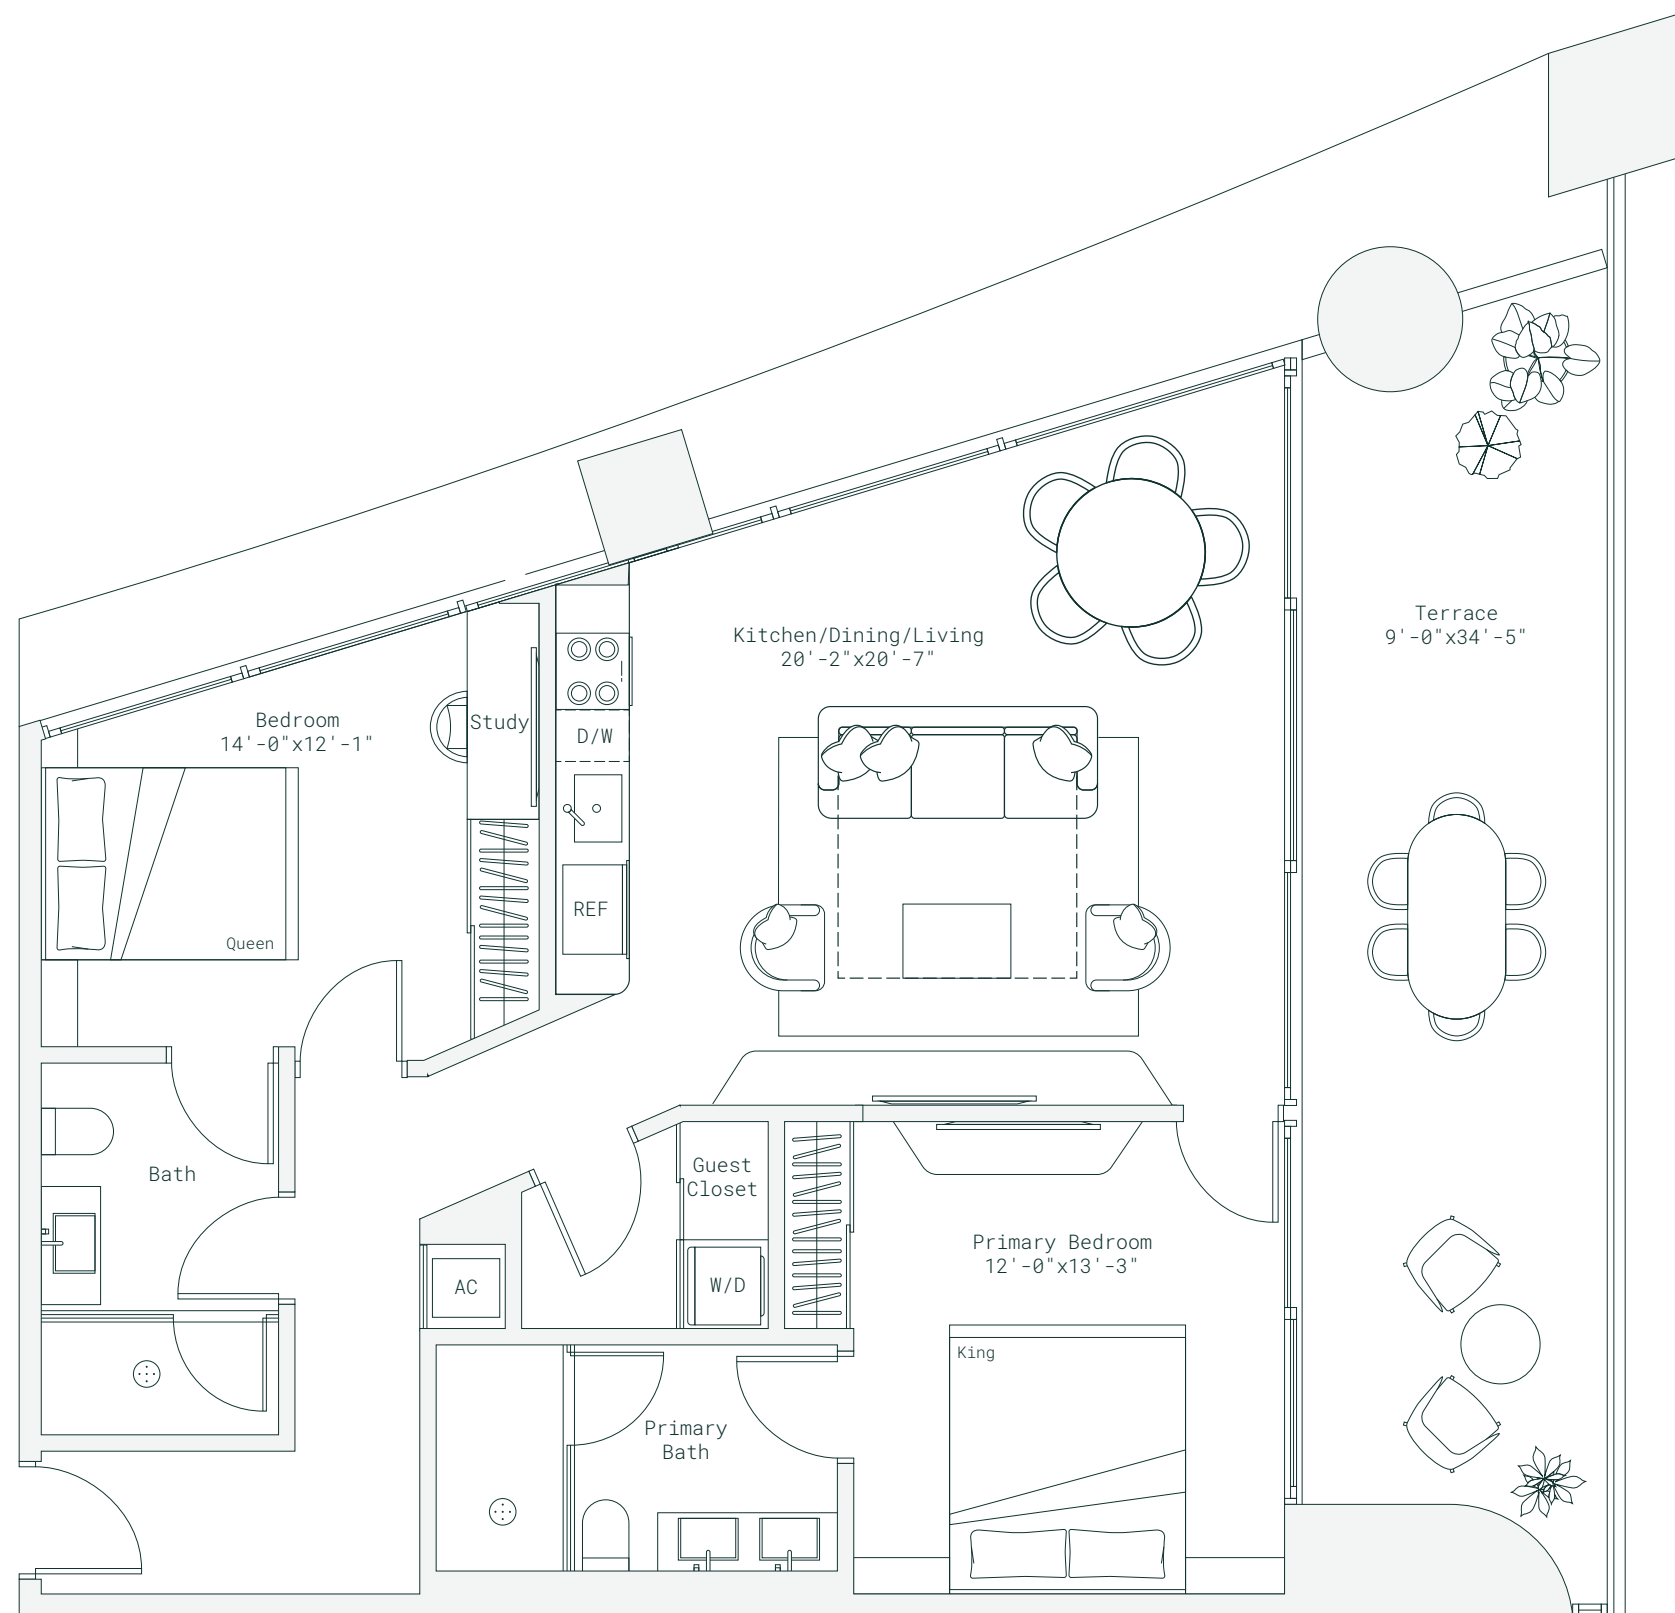 Terrace
9'-0"x34'-5"
Kitchen/Dining/Living
20'-2"x20'-7"
Bedroom
14'-0"x12'-1"
Study
D/W
REF
Queen
Bath
Guest
Closet
W/D
AC
Primary Bedroom
12'-0"x13'-3"
King
Primary
Bath